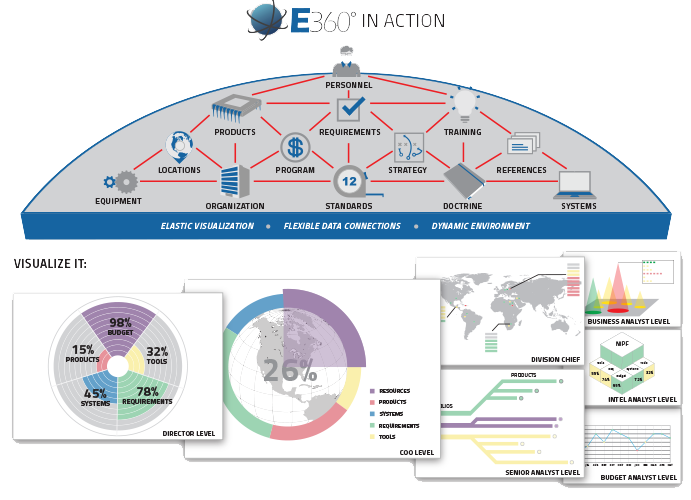 E360° IN ACTION
PERSONNEL
PRODUCTS
REQUIREMENTS
TRAINING
LOCATIONS
PROGRAM
STRATEGY
REFERENCES
12
EQUIPMENT
ORGANIZATION
STANDARDS
DOCTRINE
SYSTEMS
ELASTIC VISUALIZATION • FLEXIBLE DATA CONNECTIONS • DYNAMIC ENVIRONMENT
VISUALIZE IT:
98%
BUDGET
15%
PRODUCTS
32%
TOOLS
45%
SYSTEMS
78%
REQUIREMENTS
DIRECTOR LEVEL
26%
RESOURCES
PRODUCTS
SYSTEMS
REQUIREMENTS
TOOLS
COO LEVEL
DIVISION CHIEF
PRODUCTS
LIOS
SENIOR ANALYST LEVEL
BUSINESS ANALYST LEVEL
NIPF
INTEL ANALYST LEVEL
BUDGET ANALYST LEVEL